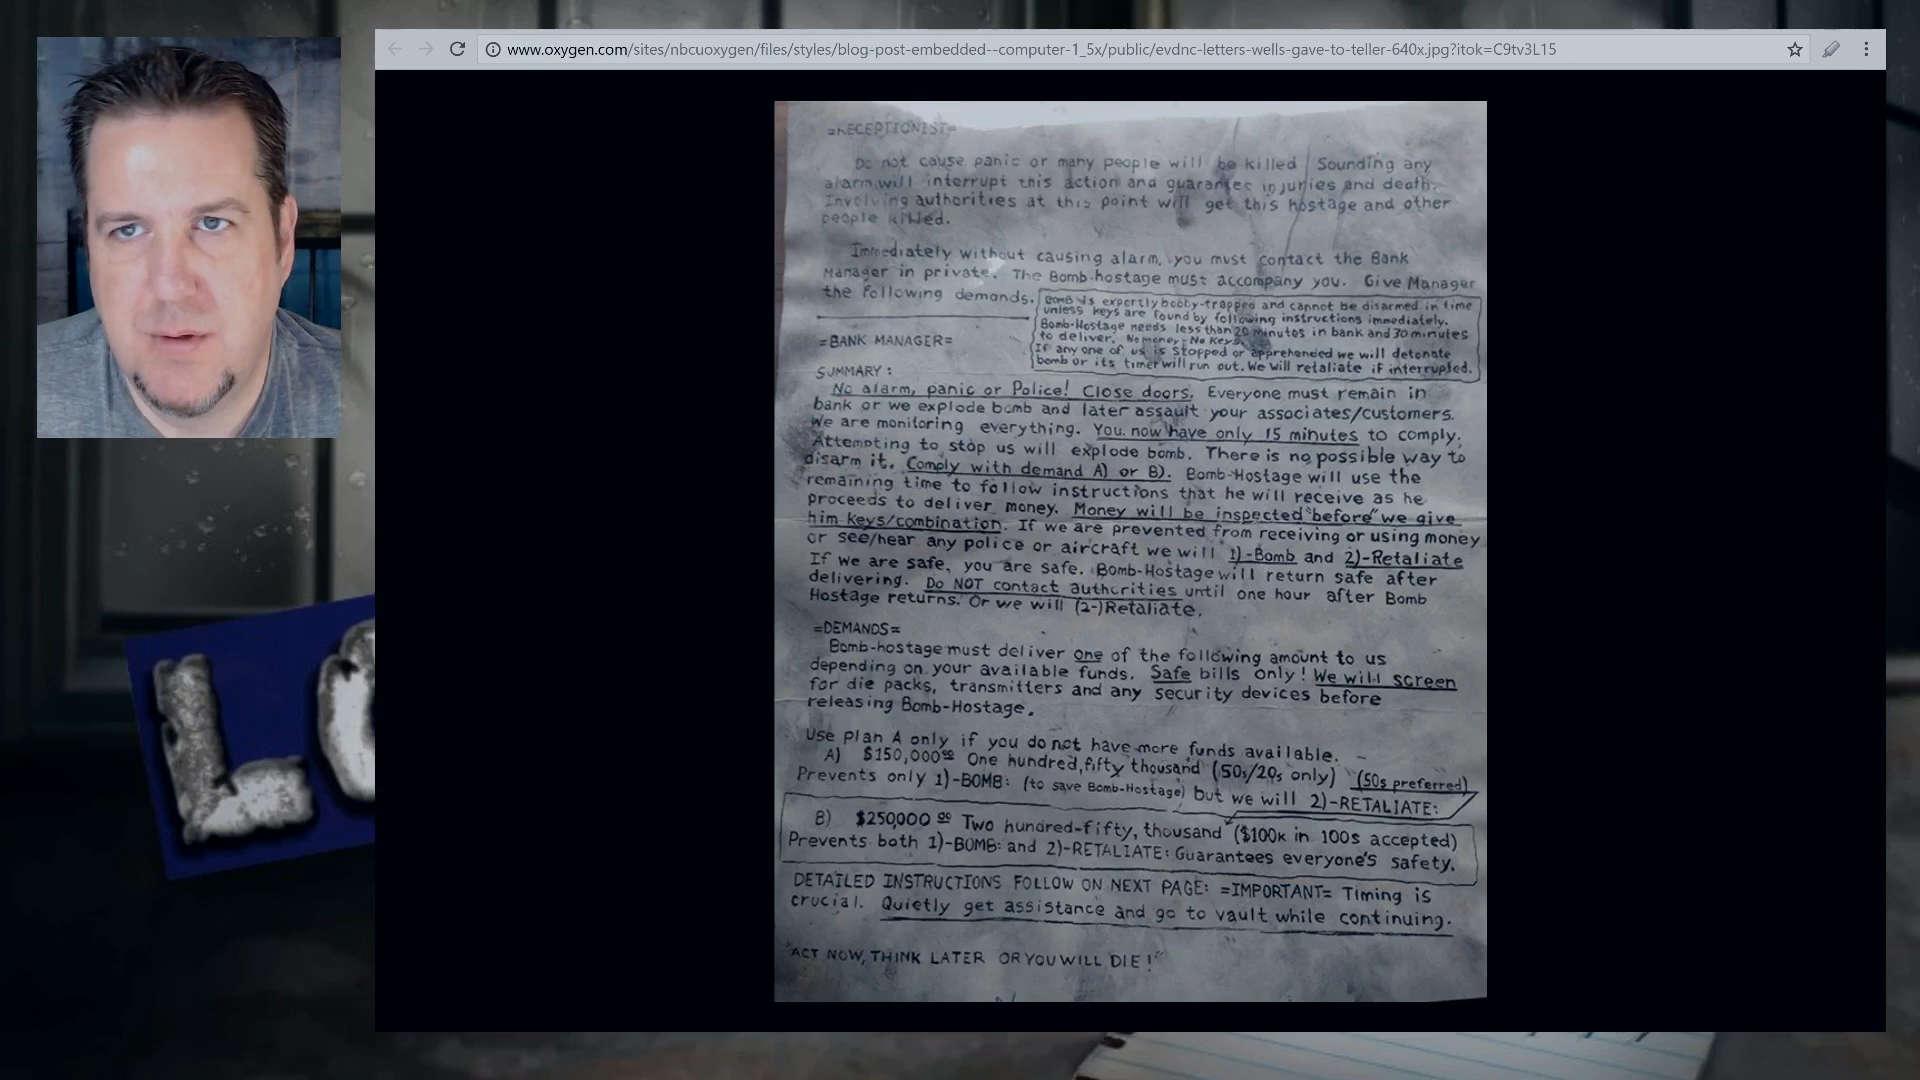 www.oxygen.com/sites/nbcuoxygen/files/styles/blog-post-embedded--computer-1_5x/public/evdnc-letters-wells-gave-to-teller-640x.jpg?itok=C9tv3L15
=RECEPTIONIST=
Do not cause panic or many people will be killed Sounding any
alarm will interrupt this action and guarantee injuries and death.
Involving authorities at this point will get this hostage and other
people killed.
Immediately without causing alarm, you must contact the Bank
Manager in private. The Bomb-hostage must accompany you. Give Manager
the following demands.
Bomb is expertly booby-trapped and cannot be disarmed in time
unless keys are found by following instructions immediately.
Bomb-Hostage needs less than 20 minutes in bank and 30 minutes
to deliver. No money-No Keys.
If any one of us is stopped or apprehended we will detonate
bomb or its timer will run out. We will retaliate if interrupted.
=BANK MANAGER=
SUMMARY:
No alarm, panic or Police! Close doors. Everyone must remain in
bank or we explode bomb and later assault your associates/customers.
We are monitoring everything. You now have only 15 minutes to comply.
Attempting to stop us will explode bomb. There is no possible way to
disarm it. Comply with demand A) or B). Bomb-Hostage will use the
remaining time to follow instructions that he will receive as he
proceeds to deliver money. Money will be inspected "before" we give
him keys/combination. If we are prevented from receiving or using money
or see/hear any police or aircraft we will 1)-Bomb and 2)-Retaliate
If we are safe, you are safe. Bomb-Hostage will return safe after
delivering. Do NOT contact authorities until one hour after Bomb
Hostage returns. Or we will (2-)Retaliate.
=DEMANDS=
Bomb-hostage must deliver one of the following amount to us
depending on your available funds. Safe bills only! We will screen
for die packs, transmitters and any security devices before
releasing Bomb-Hostage.
Use plan A only if you do not have more funds available.
A) $150,000.00 One hundred, fifty thousand (50s/20s only) (50s preferred)
Prevents only 1)-BOMB: (to save Bomb-Hostage) but we will 2)-RETALIATE:
B) $250,000 00 Two hundred-fifty, thousand ($100k in 100s accepted)
Prevents both 1)-BOMB: and 2)-RETALIATE: Guarantees everyone's safety.
DETAILED INSTRUCTIONS FOLLOW ON NEXT PAGE: =IMPORTANT= Timing is
crucial. Quietly get assistance and go to vault while continuing.
"ACT NOW, THINK LATER OR YOU WILL DIE!"